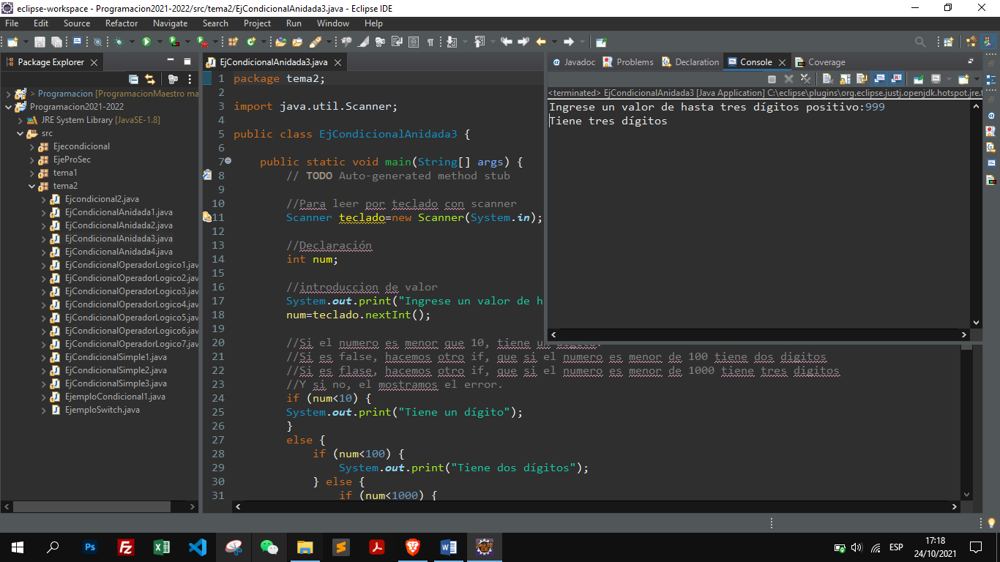 eclipse-workspace - Programacion2021-2022/src/tema2/EjCondicionalAnidada3.java - Eclipse IDE
File Edit Source Refactor Navigate Search Project Run Window Help
Package Explorer
> Programacion [ProgramacionMaestro ma
Programacion2021-2022
JRE System Library [JavaSE-1.8]
src
Ejecondicional
EjeProSec
tema1
tema2
Ejcondicional2.java
EjCondicionalAnidada1.java
EjCondicionalAnidada2.java
EjCondicionalAnidada3.java
EjCondicionalAnidada4.java
EjCondicionalOperadorLogico1.jav
EjCondicionalOperadorLogico2.jav
EjCondicionalOperadorLogico3.jav
EjCondicionalOperadorLogico4.jav
EjCondicionalOperadorLogico5.jav
EjCondicionalOperadorLogico6.jav
EjCondicionalOperadorLogico7.jav
EjCondicionalSimple1.java
EjCondicionalSimple2.java
EjCondicionalSimple3.java
EjemploCondicional1.java
EjemploSwitch.java
EjCondicionalAnidada3.java
1 package tema2;
2
3 import java.util.Scanner;
4
5 public class EjCondicionalAnidada3 {
6
7 public static void main(String[] args) {
8 // TODO Auto-generated method stub
9
10 //Para leer por teclado con scanner
11 Scanner teclado=new Scanner(System.in);
12
13 //Declaración
14 int num;
15
16 //introduccion de valor
17 System.out.print("Ingrese un valor de h
18 num=teclado.nextInt();
19
20 //Si el numero es menor que 10, tiene un digito.
21 //Si es false, hacemos otro if, que si el numero es menor de 100 tiene dos digitos
22 //Si es flase, hacemos otro if, que si el numero es menor de 1000 tiene tres digitos
23 //Y si no, el mostramos el error.
24 if (num<10) {
25 System.out.print("Tiene un dígito");
26 }
27 else {
28 if (num<100) {
29 System.out.print("Tiene dos dígitos");
30 } else {
31 if (num<1000) {
Javadoc Problems Declaration Console Coverage
<terminated> EjCondicionalAnidada3 [Java Application] C:\eclipse\plugins\org.eclipse.justj.openjdk.hotspot.jre.f
Ingrese un valor de hasta tres dígitos positivo:999
Tiene tres dígitos
ESP
17:18
24/10/2021